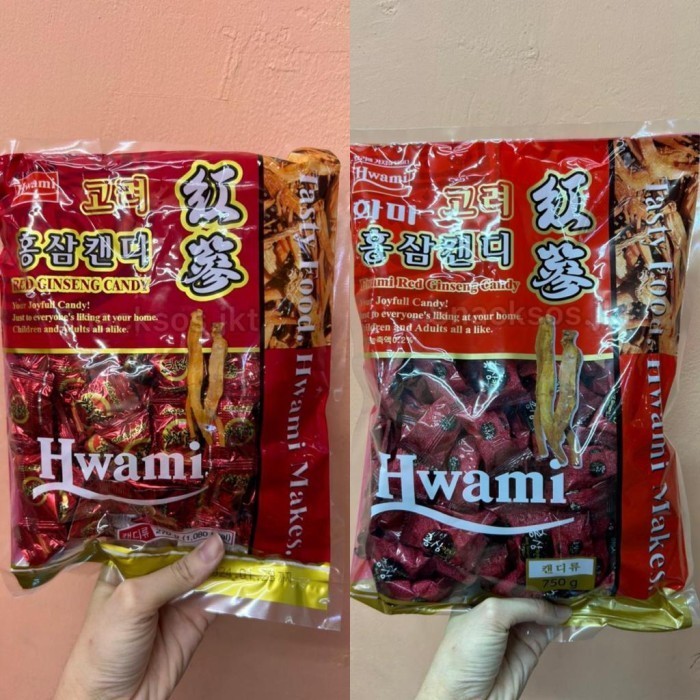 Hwami
고려
紅蔘
홍삼캔디
RED GINSENG CANDY
Your Joyfull Candy!
Just to everyone's liking at your home.
Children and Adults all alike.
Tasty Food, Hwami Makes.
Hwami
캔디류
Hwami
화미 고려
紅蔘
홍삼캔디
Hwami Red Ginseng Candy
Your Joyfull Candy!
Just to everyone's liking at your home.
Children and Adults all a like.
Tasty Food, Hwami Makes.
Hwami
캔디류
750 g